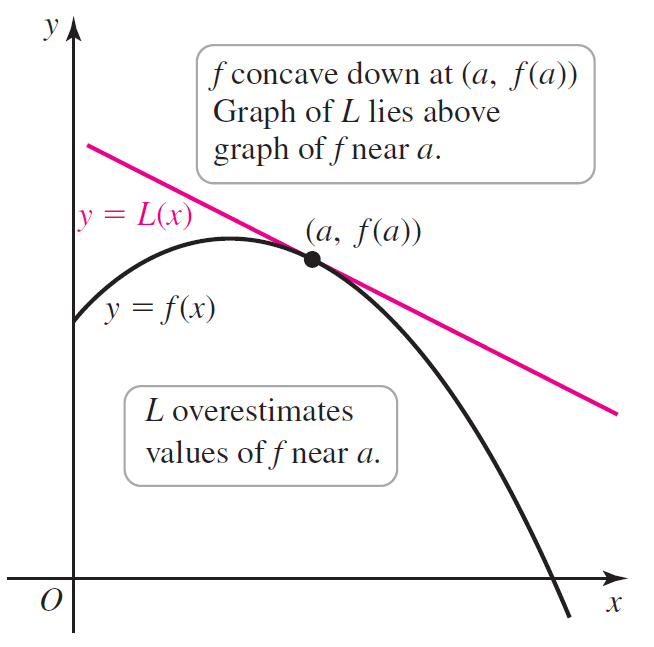 y
f concave down at (a, f(a))
Graph of L lies above
graph of f near a.
y = L(x)
(a, f(a))
y = f(x)
L overestimates
values of f near a.
O
x